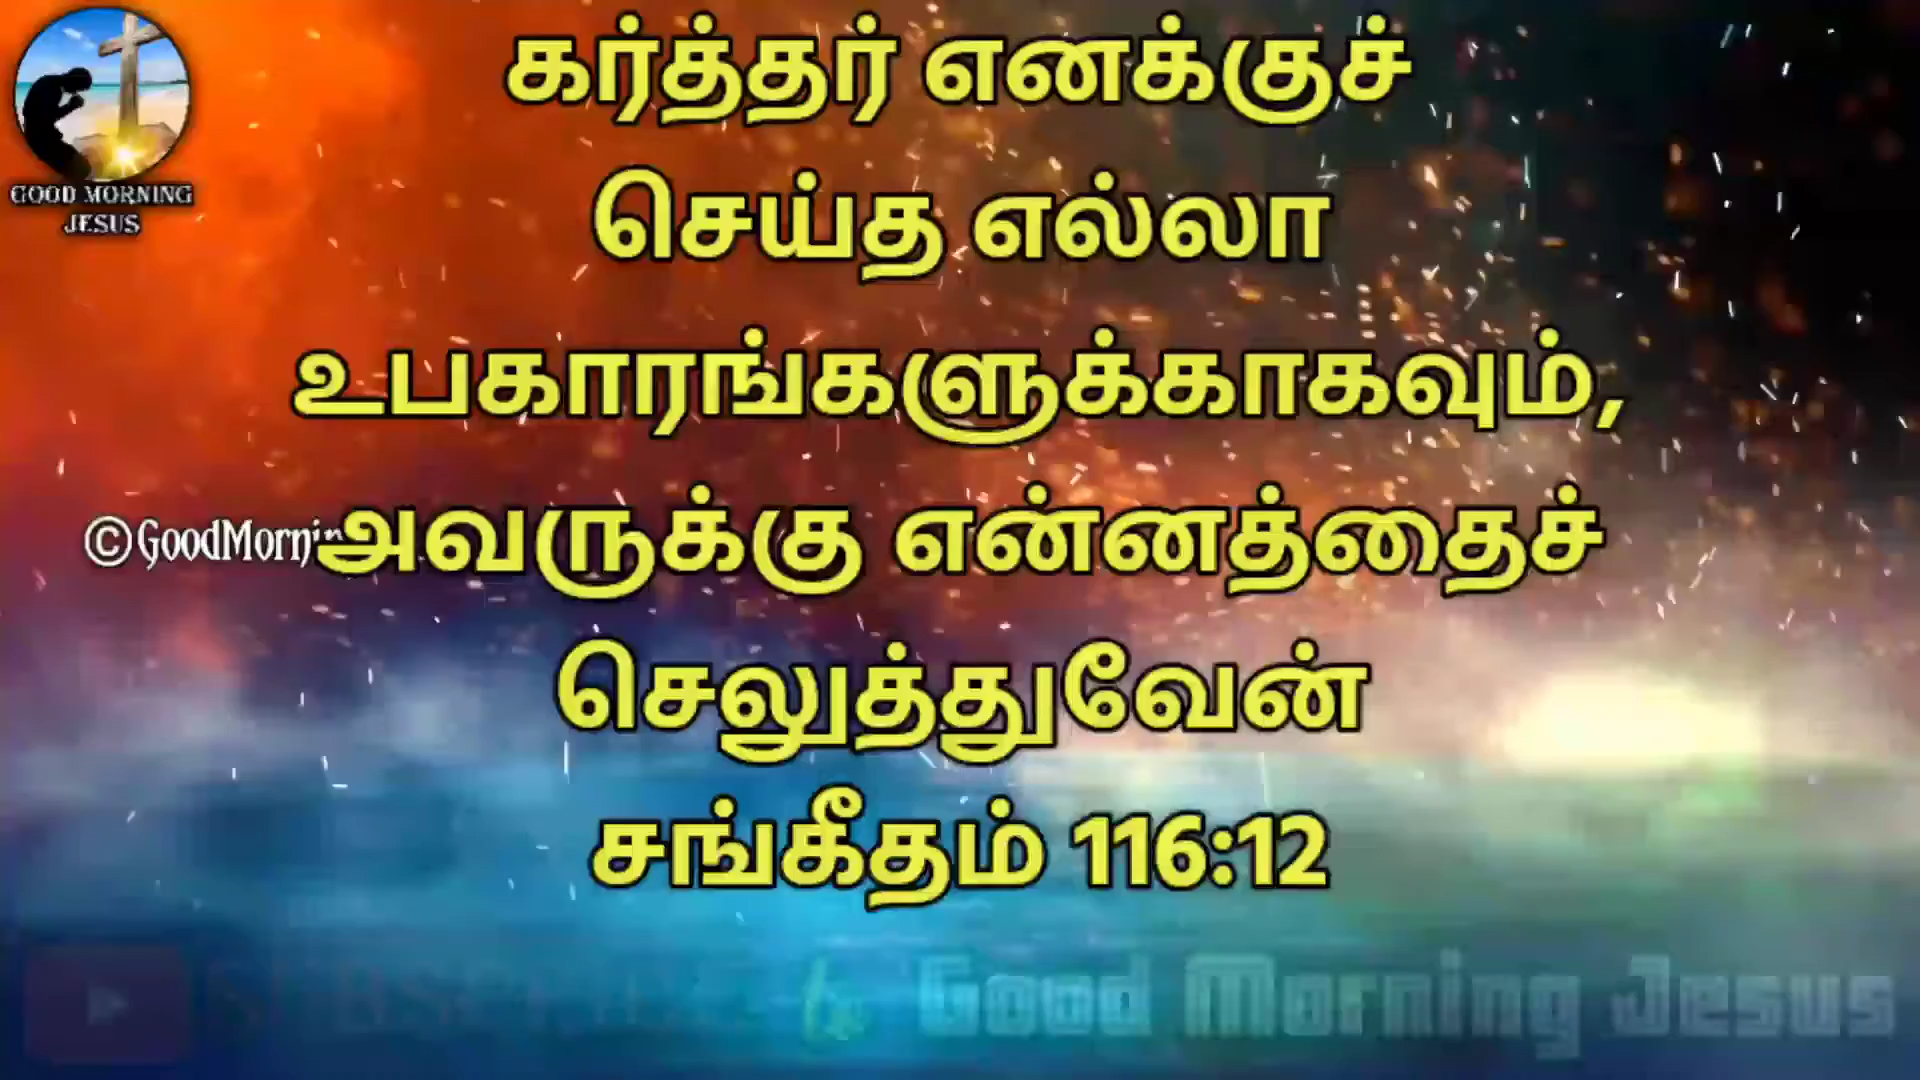 GOOD MORNING
JESUS
கர்த்தர் எனக்குச்
செய்த எல்லா
உபகாரங்களுக்காகவும்,
அவருக்கு என்னத்தைச்
செலுத்துவேன்
சங்கீதம் 116:12
©GoodMornin
Good Morning Jesus